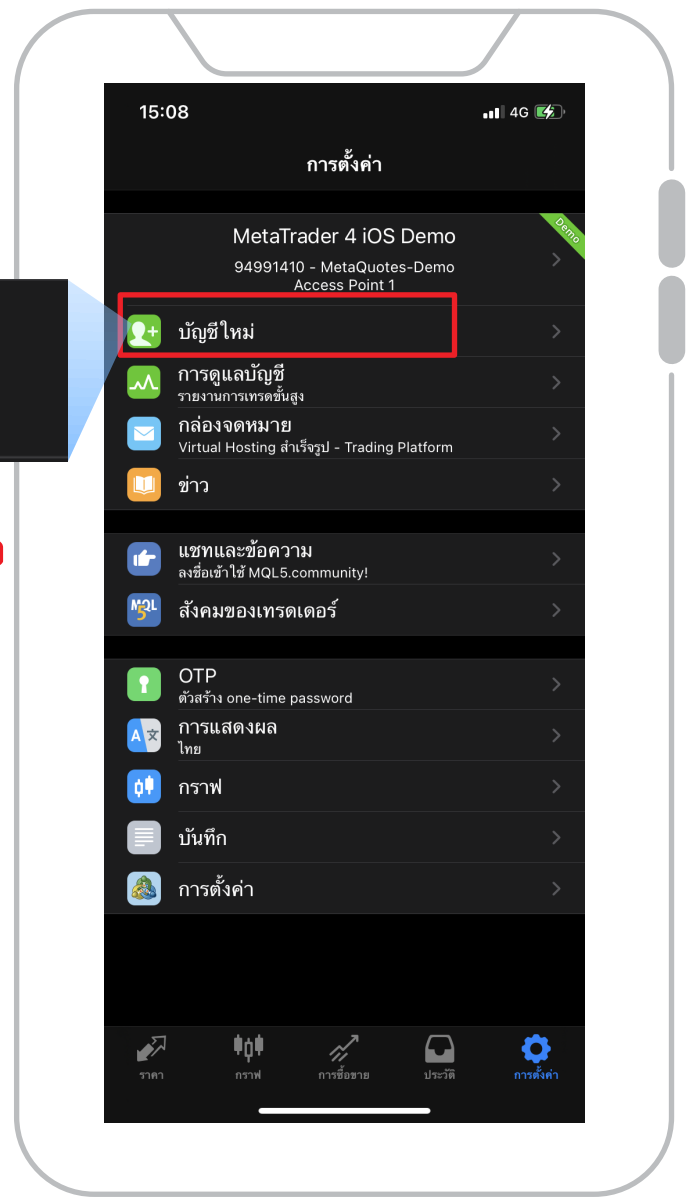 15:08
4G
การตั้งค่า
MetaTrader 4 iOS Demo
Demo
94991410 - MetaQuotes-Demo
Access Point 1
บัญชีใหม่
การดูแลบัญชี
รายงานการเทรดขั้นสูง
กล่องจดหมาย
Virtual Hosting สำเร็จรูป - Trading Platform
ข่าว
แชทและข้อความ
ลงชื่อเข้าใช้ MQL5.community!
MQL
5
สังคมของเทรดเดอร์
OTP
ตัวสร้าง one-time password
A 文
การแสดงผล
ไทย
กราฟ
บันทึก
การตั้งค่า
ราคา
กราฟ
การซื้อขาย
ประวัติ
การตั้งค่า